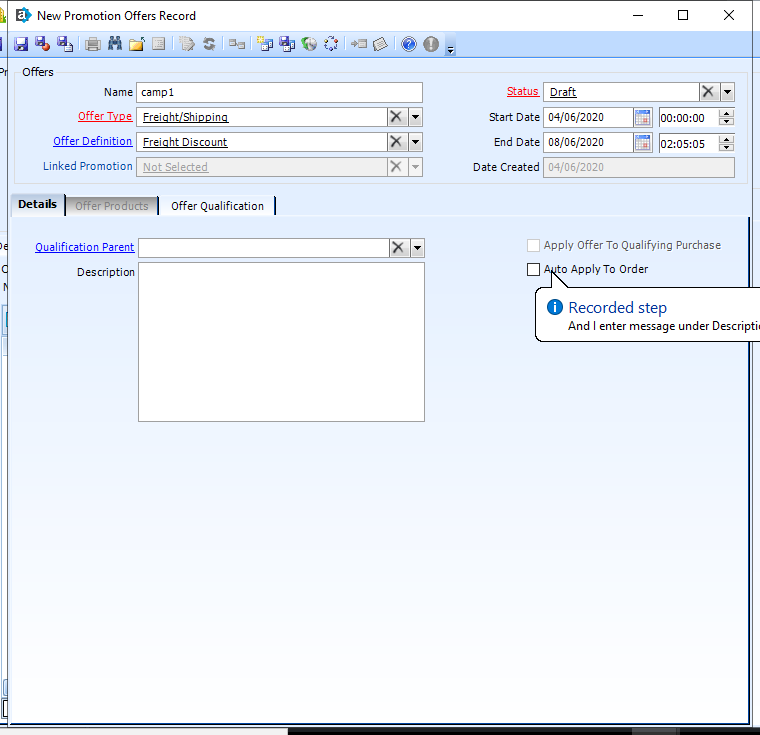 New Promotion Offers Record
Offers
Name camp1 Status Draft
Offer Type Freight/Shipping Start Date 04/06/2020 00:00:00
Offer Definition Freight Discount End Date 08/06/2020 02:05:05
Linked Promotion Not Selected Date Created 04/06/2020
Details Offer Products Offer Qualification
Qualification Parent Apply Offer To Qualifying Purchase
Description Auto Apply To Order
Recorded step
And I enter message under Descripti